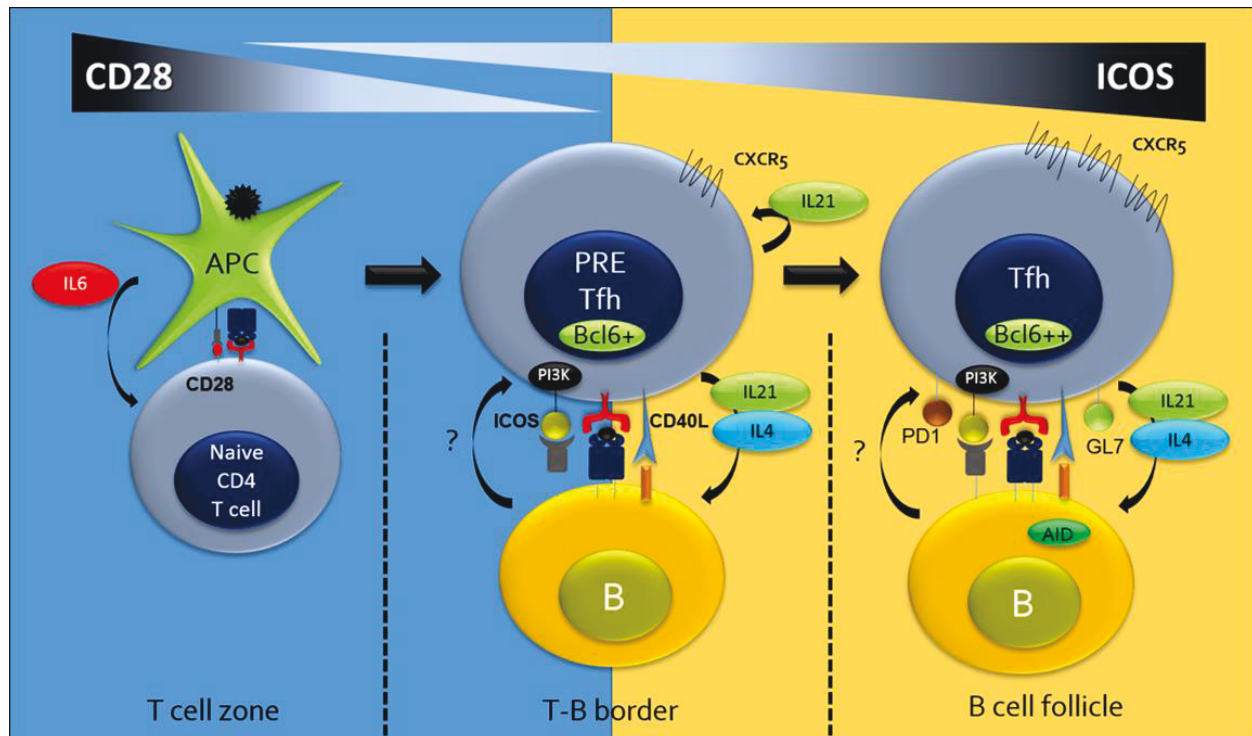 CD28
ICOS
IL6
APC
CD28
Naive
CD4
T cell
T cell zone
CXCR5
IL21
PRE
Tfh
Bcl6+
PI3K
ICOS
CD40L
IL21
IL4
?
B
T-B border
CXCR5
Tfh
Bcl6++
PI3K
PD1
GL7
IL21
IL4
?
AID
B
B cell follicle